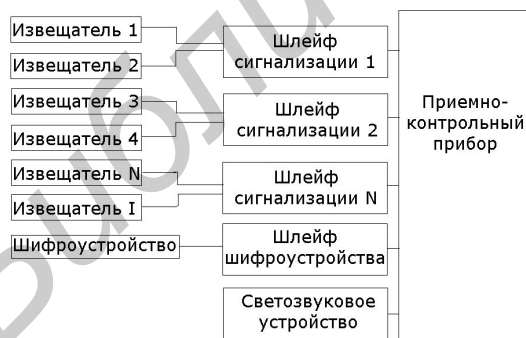 Извещатель 1
Извещатель 2
Извещатель 3
Извещатель 4
Извещатель N
Извещатель I
Шифроустройство
Шлейф
сигнализации 1
Шлейф
сигнализации 2
Шлейф
сигнализации N
Шлейф
шифроустройства
Светозвуковое
устройство
Приемно-
контрольный
прибор